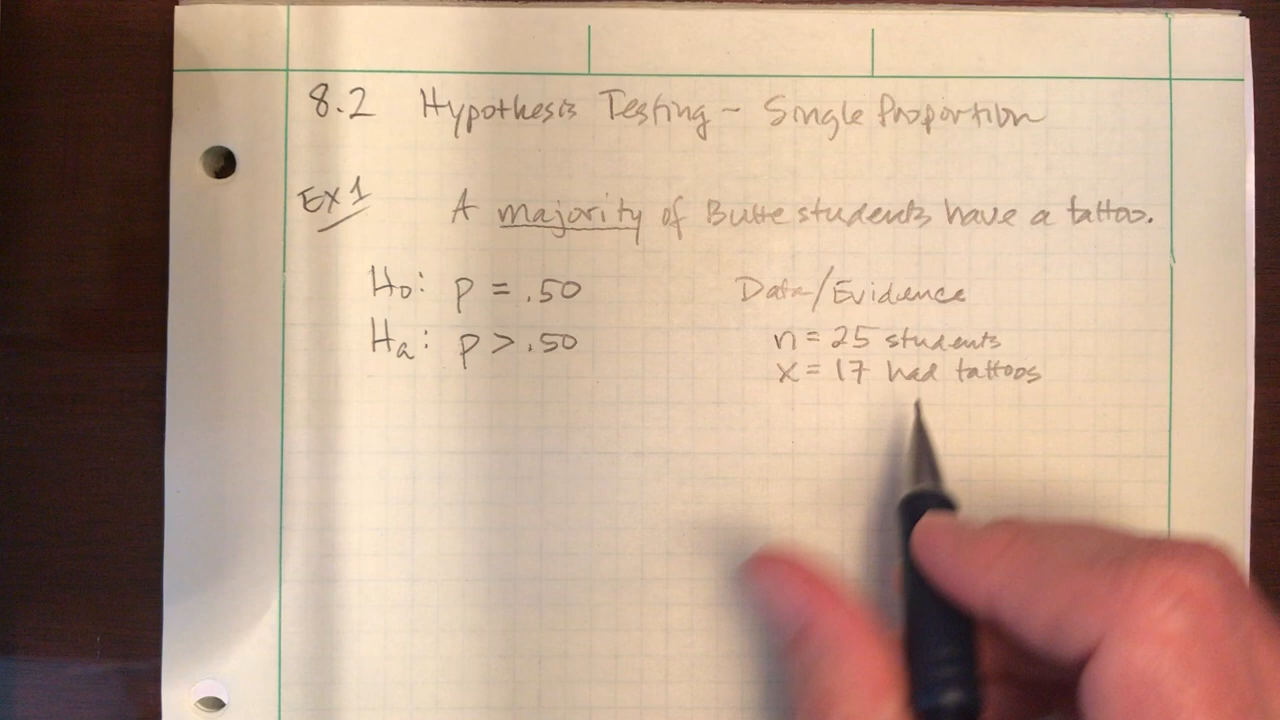 8.2 Hypothesis Testing - Single Proportion
Ex 1 A majority of Butte students have a tattoo.
H₀: p = .50
Hₐ: p > .50
Data/Evidence
n = 25 students
x = 17 had tattoos